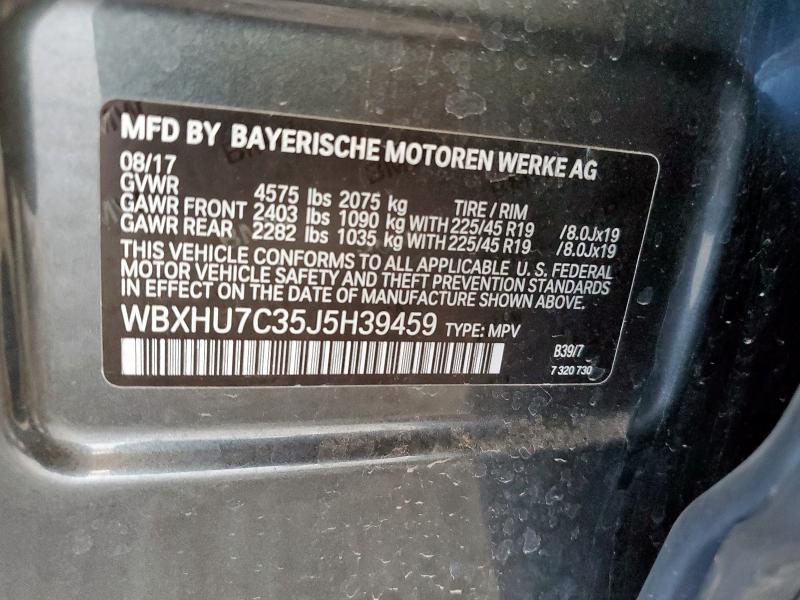 MFD BY BAYERISCHE MOTOREN WERKE AG
08/17
GVWR 4575 lbs 2075 kg TIRE / RIM
GAWR FRONT 2403 lbs 1090 kg WITH 225/45 R19 /8.0Jx19
GAWR REAR 2282 lbs 1035 kg WITH 225/45 R19 /8.0Jx19
THIS VEHICLE CONFORMS TO ALL APPLICABLE U. S. FEDERAL
MOTOR VEHICLE SAFETY AND THEFT PREVENTION STANDARDS
IN EFFECT ON THE DATE OF MANUFACTURE SHOWN ABOVE.
WBXHU7C35J5H39459 TYPE: MPV
B39/7
7 320 730